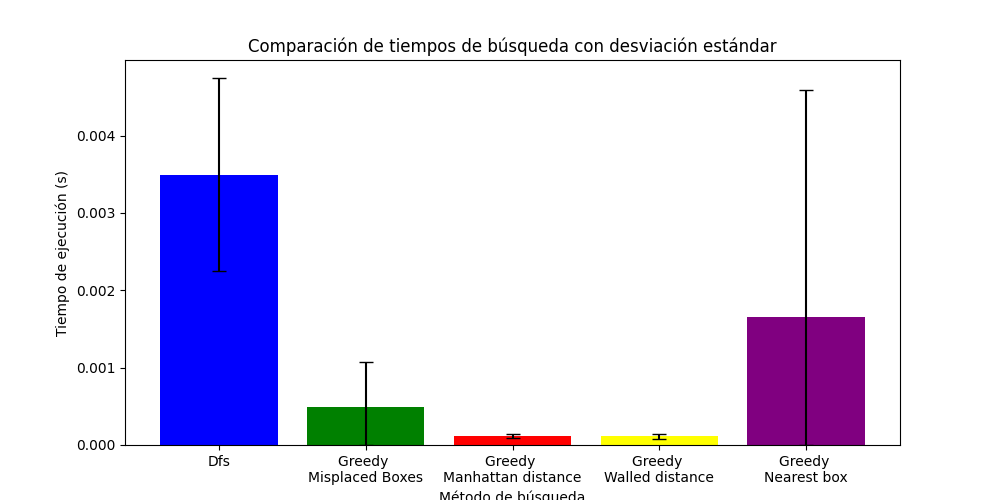 Comparación de tiempos de búsqueda con desviación estándar
Tiempo de ejecución (s)
0.004
0.003
0.002
0.001
0.000
Dfs
Greedy
Misplaced Boxes
Greedy
Manhattan distance
Greedy
Walled distance
Greedy
Nearest box
Método de búsqueda